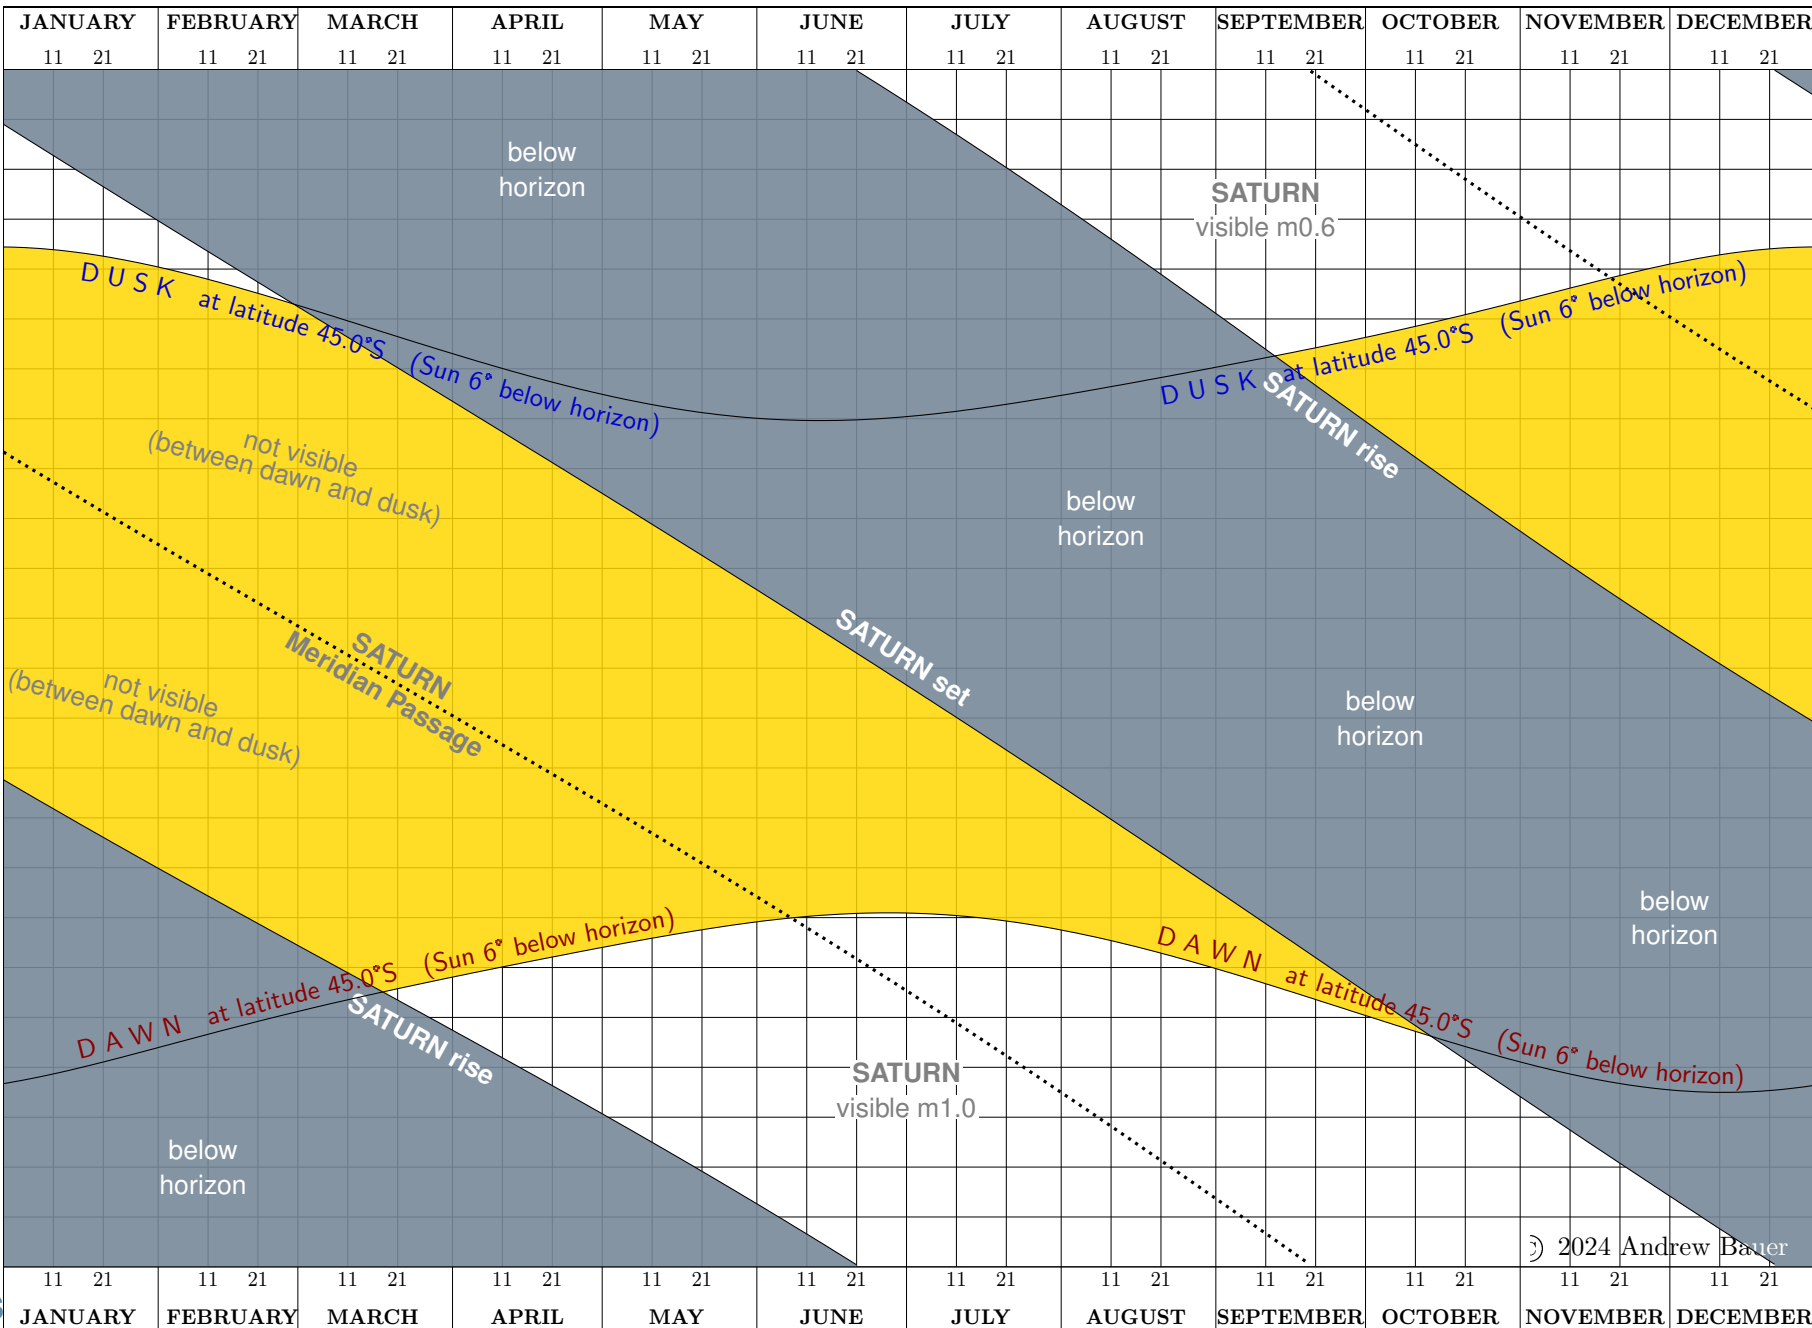 JANUARY FEBRUARY MARCH APRIL MAY JUNE JULY AUGUST SEPTEMBER OCTOBER NOVEMBER DECEMBER
11 21 11 21 11 21 11 21 11 21 11 21 11 21 11 21 11 21 11 21 11 21 11 21
below
horizon
SATURN
visible m0.6
DUSK at latitude 45.0°S (Sun 6° below horizon)
DUSK at latitude 45.0°S (Sun 6° below horizon)
SATURN rise
not visible
(between dawn and dusk)
below
horizon
SATURN set
SATURN
Meridian Passage
not visible
(between dawn and dusk)
below
horizon
below
horizon
DAWN at latitude 45.0°S (Sun 6° below horizon)
DAWN at latitude 45.0°S (Sun 6° below horizon)
SATURN rise
SATURN
visible m1.0
below
horizon
© 2024 Andrew Bauer
11 21 11 21 11 21 11 21 11 21 11 21 11 21 11 21 11 21 11 21 11 21 11 21
JANUARY FEBRUARY MARCH APRIL MAY JUNE JULY AUGUST SEPTEMBER OCTOBER NOVEMBER DECEMBER